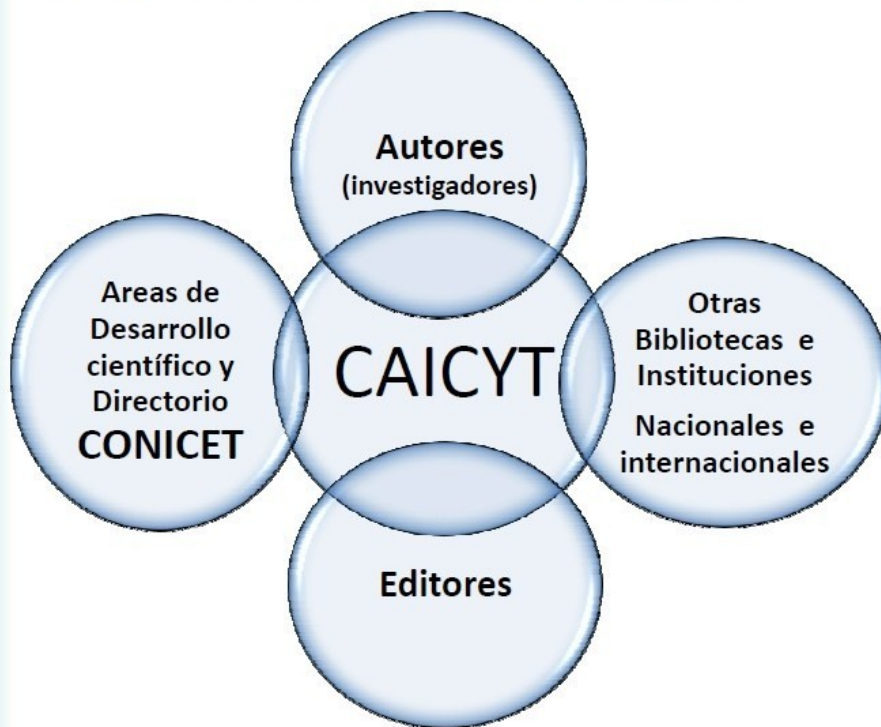 Autores
(investigadores)
Areas de
Desarrollo
científico y
Directorio
CONICET
CAICYT
Otras
Bibliotecas e
Instituciones
Nacionales e
internacionales
Editores